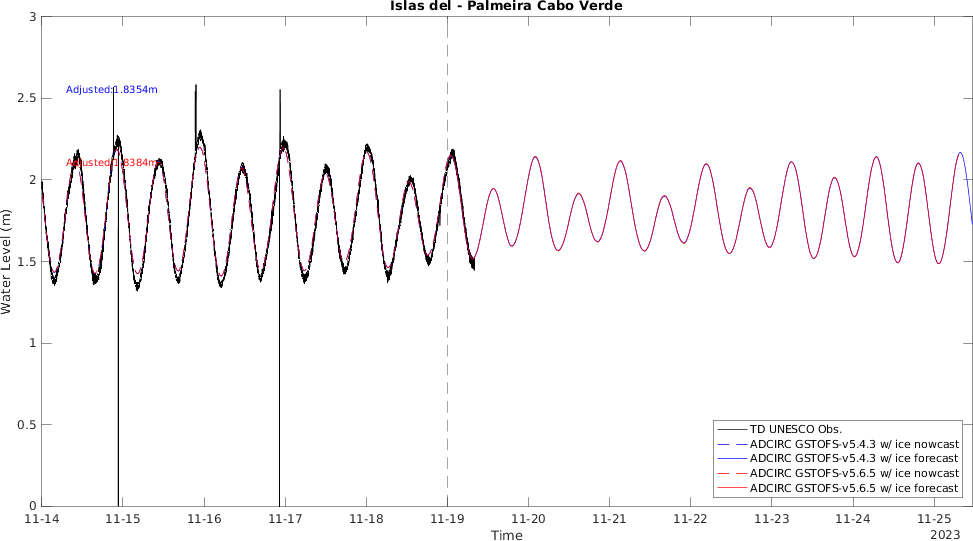 Islas del - Palmeira Cabo Verde
3
2.5
2
1.5
1
0.5
0
Water Level (m)
Adjusted:1.8354m
Adjusted:1.8384m
TD UNESCO Obs.
ADCIRC GSTOFS-v5.4.3 w/ ice nowcast
ADCIRC GSTOFS-v5.4.3 w/ ice forecast
ADCIRC GSTOFS-v5.6.5 w/ ice nowcast
ADCIRC GSTOFS-v5.6.5 w/ ice forecast
11-14 11-15 11-16 11-17 11-18 11-19 11-20 11-21 11-22 11-23 11-24 11-25
Time
2023